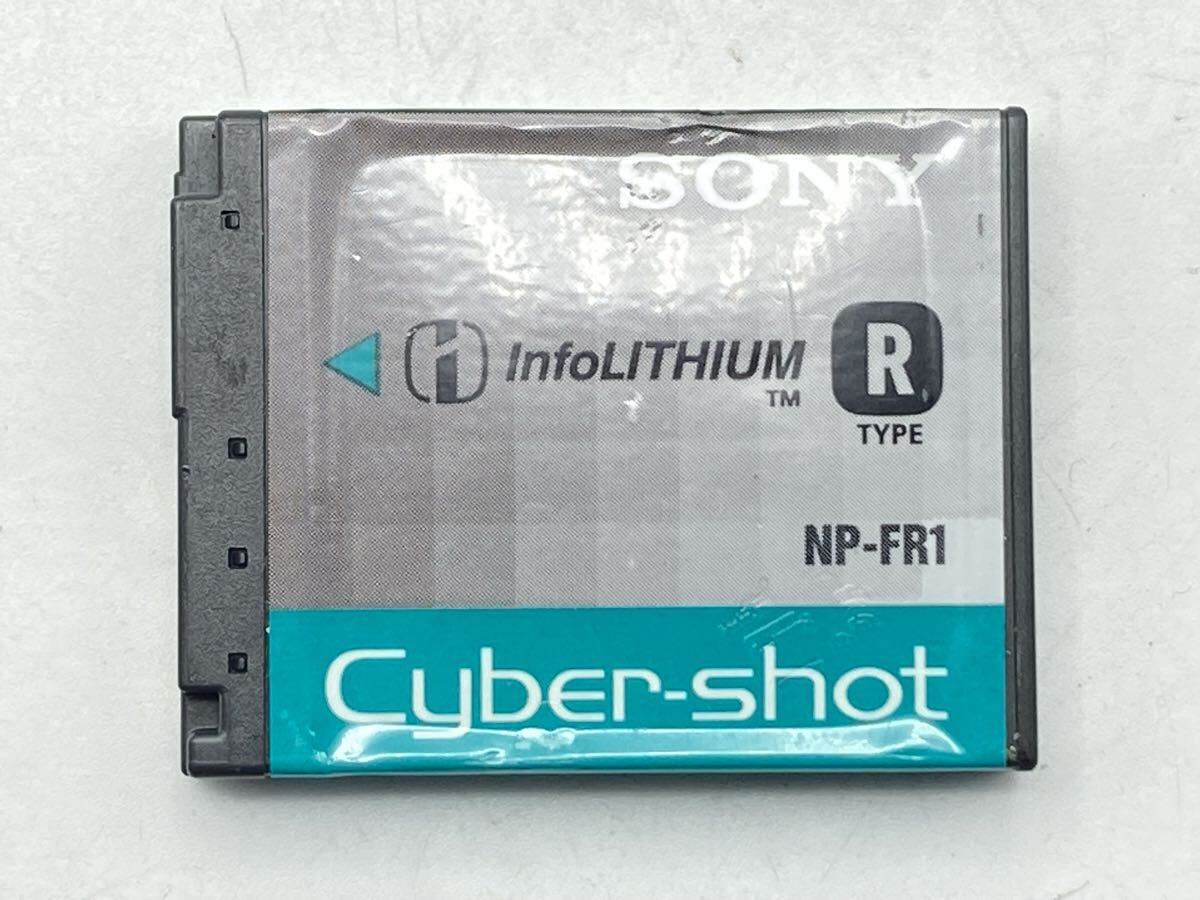 SONY
i InfoLITHIUM R
TM
TYPE
NP-FR1
Cyber-shot